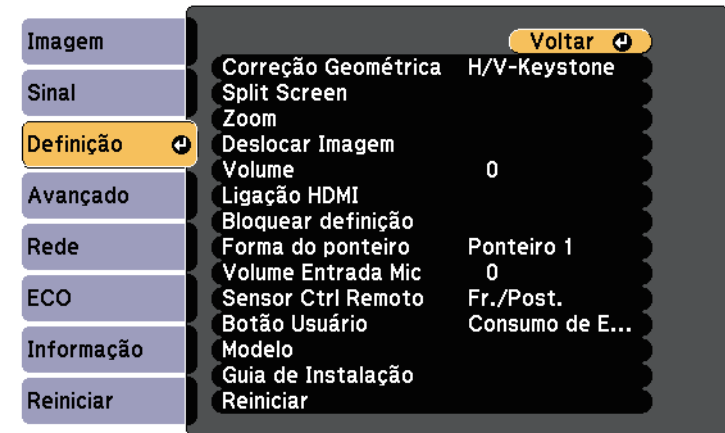 Imagem
Sinal
Definição
Avançado
Rede
ECO
Informação
Reiniciar
Voltar
Correção Geométrica H/V-Keystone
Split Screen
Zoom
Deslocar Imagem
Volume 0
Ligação HDMI
Bloquear definição
Forma do ponteiro Ponteiro 1
Volume Entrada Mic 0
Sensor Ctrl Remoto Fr./Post.
Botão Usuário Consumo de E...
Modelo
Guia de Instalação
Reiniciar